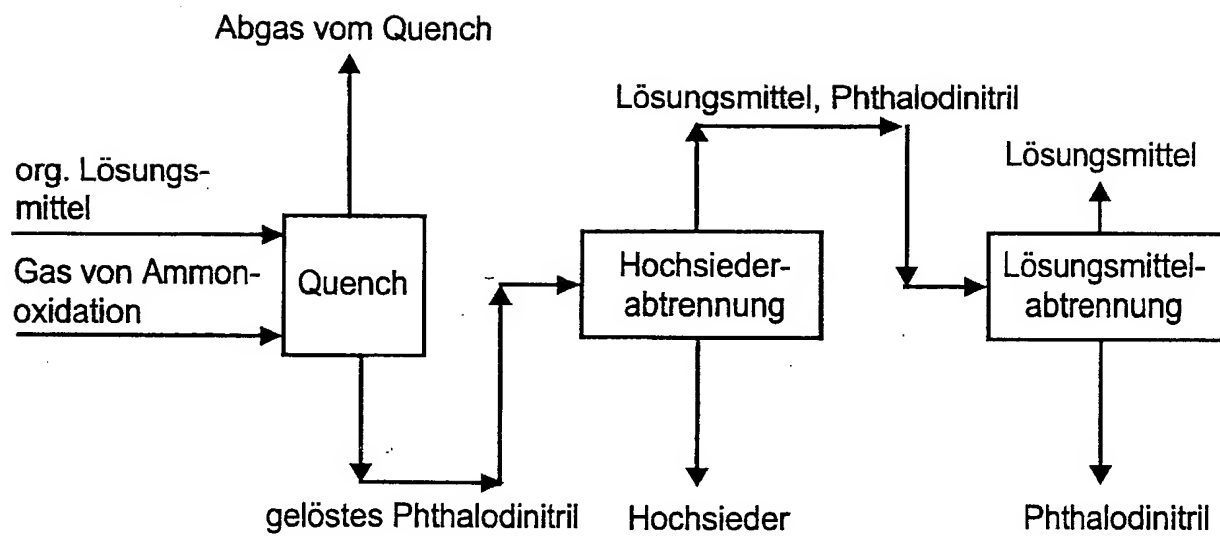 Abgas vom Quench
Lösungsmittel, Phthalodinitril
Lösungsmittel
org. Lösungs-
mittel
Gas von Ammon-
oxidation
Quench
Hochsieder-
abtrennung
Lösungsmittel-
abtrennung
gelöstes Phthalodinitril
Hochsieder
Phthalodinitril